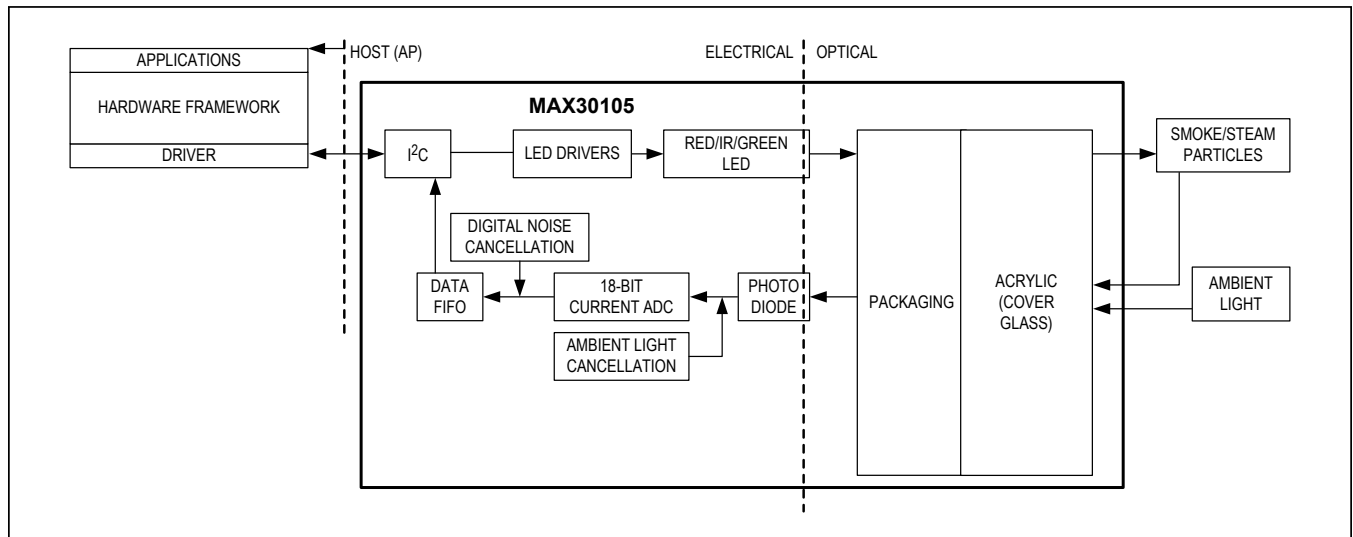 HOST (AP)
ELECTRICAL
OPTICAL
APPLICATIONS
HARDWARE FRAMEWORK
DRIVER
MAX30105
I²C
LED DRIVERS
RED/IR/GREEN
LED
SMOKE/STEAM
PARTICLES
DIGITAL NOISE
CANCELLATION
DATA
FIFO
18-BIT
CURRENT ADC
PHOTO
DIODE
AMBIENT LIGHT
CANCELLATION
PACKAGING
ACRYLIC
(COVER
GLASS)
AMBIENT
LIGHT